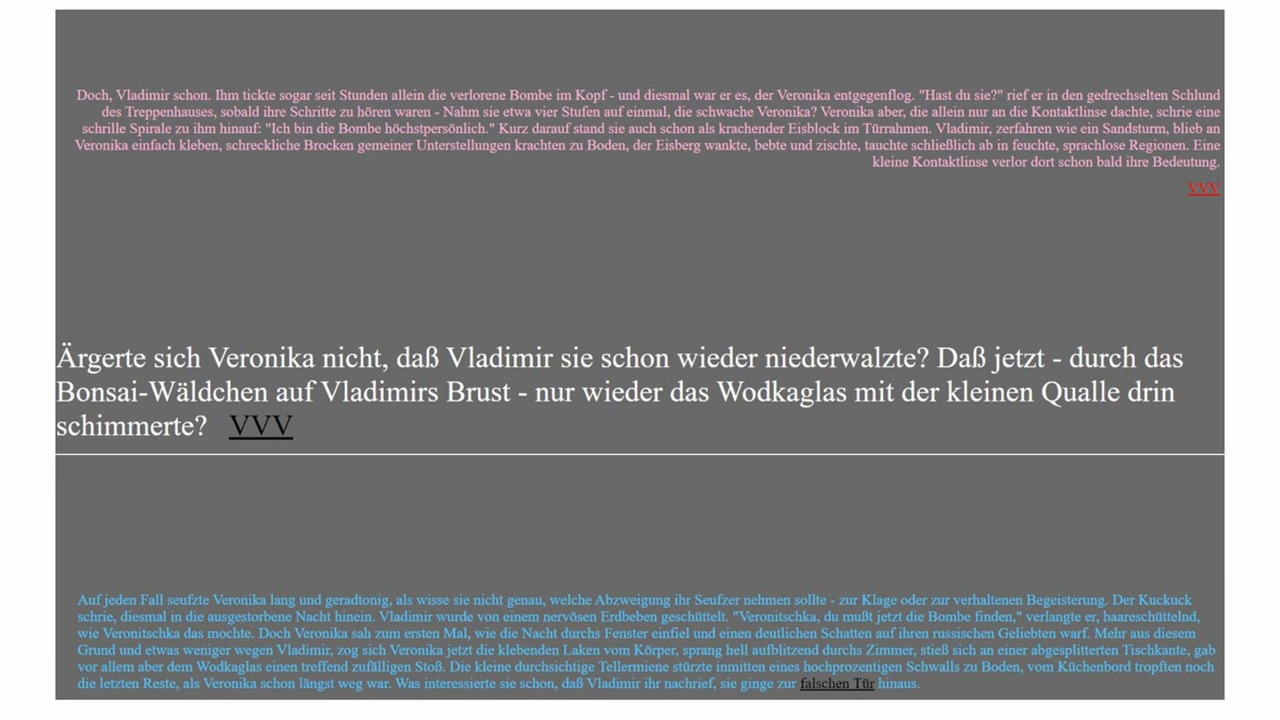 Doch, Vladimir schon. Ihm tickte sogar seit Stunden allein die verlorene Bombe im Kopf - und diesmal war er es, der Veronika entgegenflog. "Hast du sie?" rief er in den gedrechselten Schlund
des Treppenhauses, sobald ihre Schritte zu hören waren - Nahm sie etwa vier Stufen auf einmal, die schwache Veronika? Veronika aber, die allein nur an die Kontaktlinse dachte, schrie eine
schrille Spirale zu ihm hinauf: "Ich bin die Bombe höchstpersönlich." Kurz darauf stand sie auch schon als krachender Eisblock im Türrahmen. Vladimir, zerfahren wie ein Sandsturm, blieb an
Veronika einfach kleben, schreckliche Brocken gemeiner Unterstellungen krachten zu Boden, der Eisberg wankte, bebte und zischte, tauchte schließlich ab in feuchte, sprachlose Regionen. Eine
kleine Kontaktlinse verlor dort schon bald ihre Bedeutung.
VVV
Ärgerte sich Veronika nicht, daß Vladimir sie schon wieder niederwalzte? Daß jetzt - durch das
Bonsai-Wäldchen auf Vladimirs Brust - nur wieder das Wodkaglas mit der kleinen Qualle drin
schimmerte? VVV
Auf jeden Fall seufzte Veronika lang und geradtonig, als wisse sie nicht genau, welche Abzweigung ihr Seufzer nehmen sollte - zur Klage oder zur verhaltenen Begeisterung. Der Kuckuck
schrie, diesmal in die ausgestorbene Nacht hinein. Vladimir wurde von einem nervösen Erdbeben geschüttelt. "Veronitschka, du mußt jetzt die Bombe finden," verlangte er, haareschüttelnd,
wie Veronitschka das mochte. Doch Veronika sah zum ersten Mal, wie die Nacht durchs Fenster einfiel und einen deutlichen Schatten auf ihren russischen Geliebten warf. Mehr aus diesem
Grund und etwas weniger wegen Vladimir, zog sich Veronika jetzt die klebenden Laken vom Körper, sprang hell aufblitzend durchs Zimmer, stieß sich an einer abgesplitterten Tischkante, gab
vor allem aber dem Wodkaglas einen treffend zufälligen Stoß. Die kleine durchsichtige Tellermiene stürzte inmitten eines hochprozentigen Schwalls zu Boden, vom Küchenbord tropften noch
die letzten Reste, als Veronika schon längst weg war. Was interessierte sie schon, daß Vladimir ihr nachrief, sie ginge zur falschen Tür hinaus.